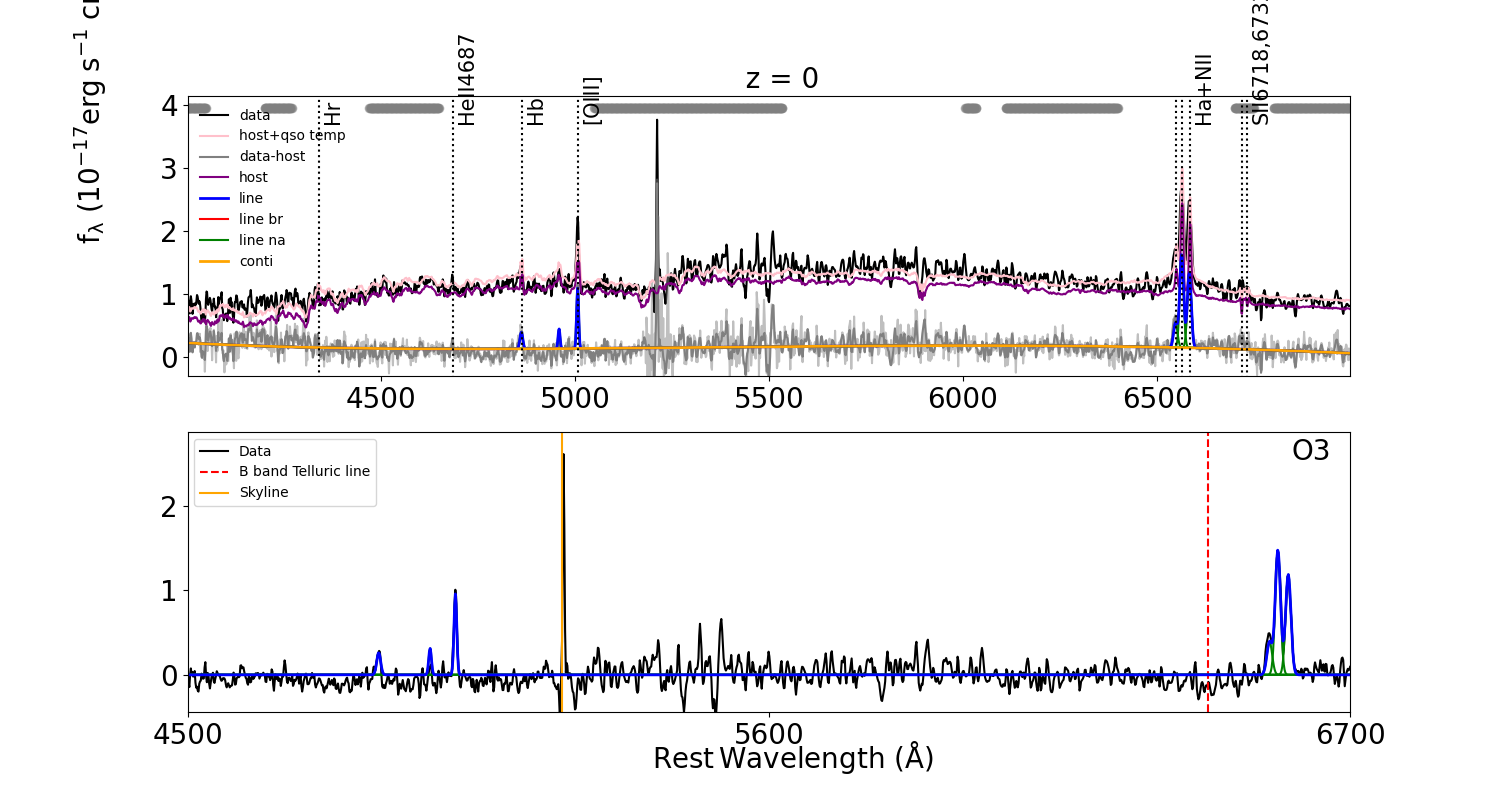 z = 0
f_λ (10^−17 erg s^−1
4
3
2
1
0
data
host+qso temp
data-host
host
line
line br
line na
conti
Hr
HeII4687
Hb
[OIII]
Ha+NII
SII6718,673
4500
5000
5500
6000
6500
O3
Data
B band Telluric line
Skyline
2
1
0
4500
5600
6700
Rest Wavelength (Å)